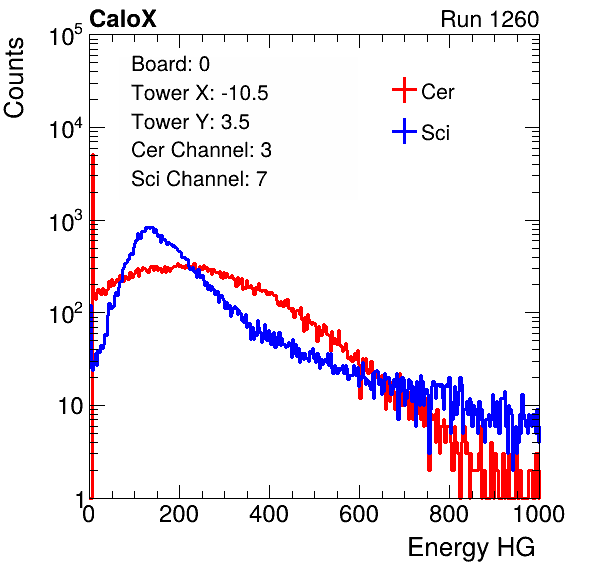 CaloX Run 1260
Counts
10^5
10^4
10^3
10^2
10
1
Board: 0
Tower X: -10.5
Tower Y: 3.5
Cer Channel: 3
Sci Channel: 7
Cer
Sci
0 200 400 600 800 1000
Energy HG